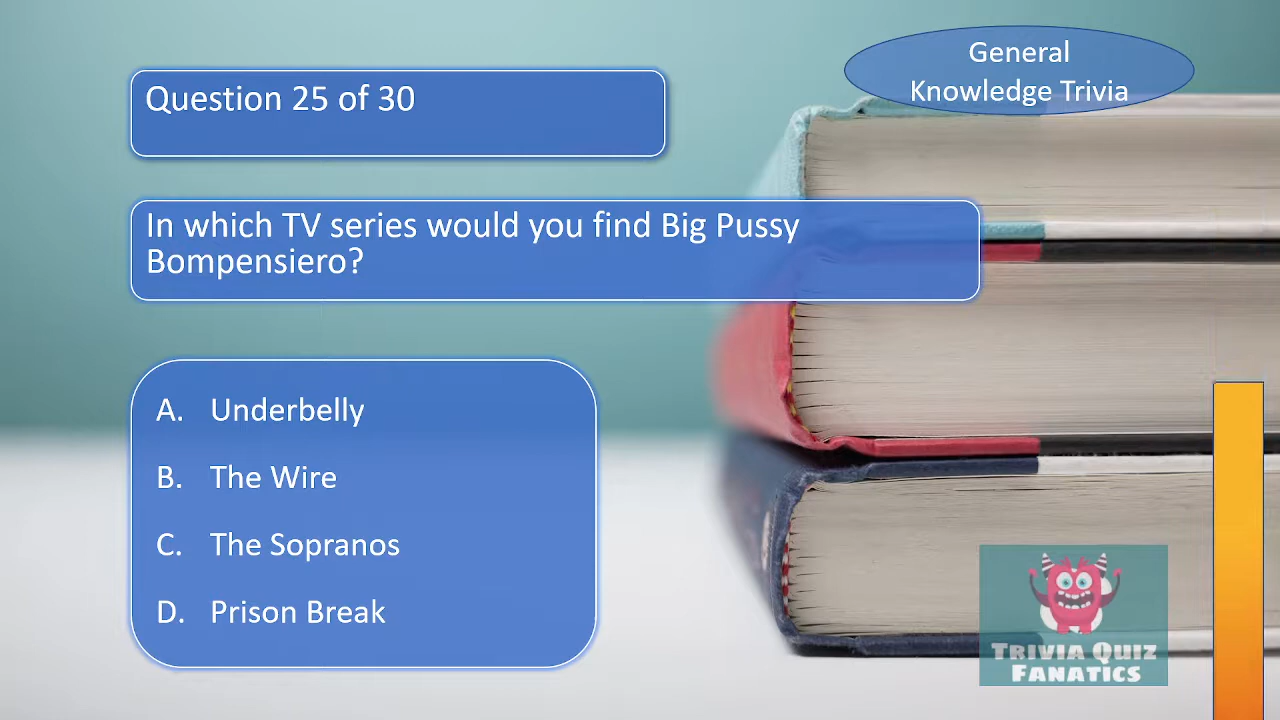 General
Knowledge Trivia
Question 25 of 30
In which TV series would you find Big Pussy
Bompensiero?
A. Underbelly
B. The Wire
C. The Sopranos
D. Prison Break
TRIVIA QUIZ
FANATICS